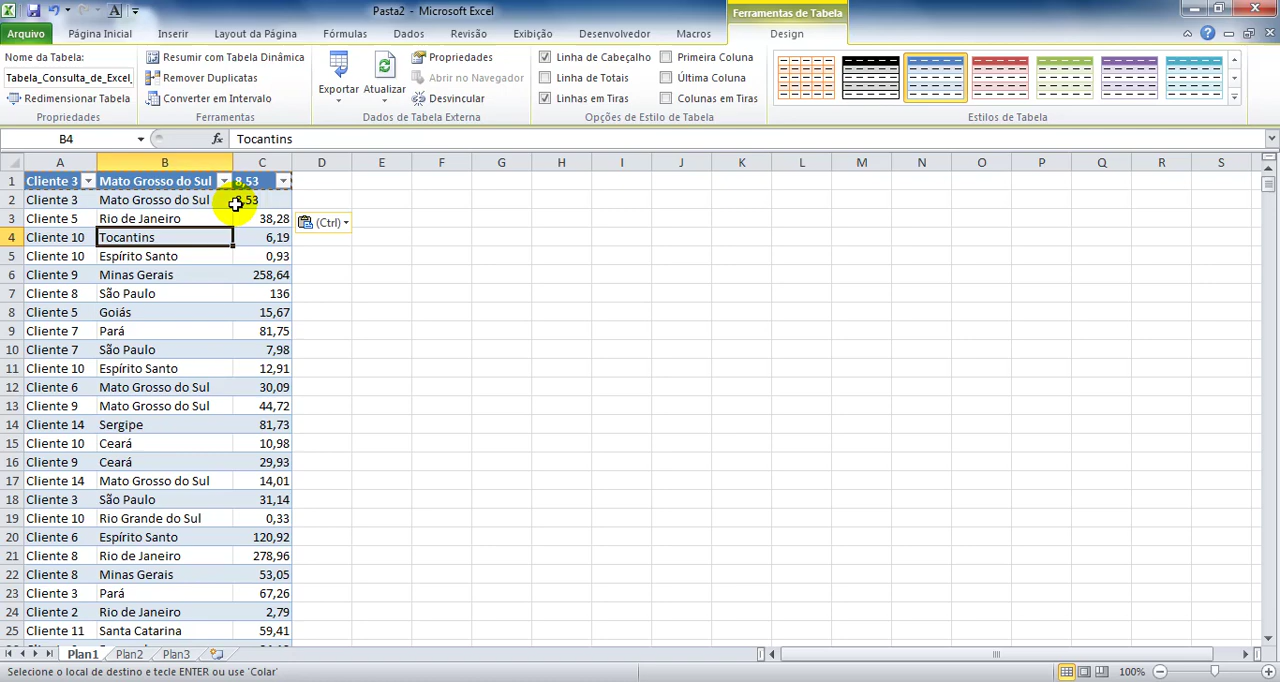 Pasta2 - Microsoft Excel
Ferramentas de Tabela
Arquivo Página Inicial Inserir Layout da Página Fórmulas Dados Revisão Exibição Desenvolvedor Macros Design
Nome da Tabela:
Tabela_Consulta_de_Excel_
Redimensionar Tabela
Propriedades
Resumir com Tabela Dinâmica
Remover Duplicatas
Converter em Intervalo
Ferramentas
Exportar
Atualizar
Propriedades
Abrir no Navegador
Desvincular
Dados de Tabela Externa
Linha de Cabeçalho
Linha de Totais
Linhas em Tiras
Primeira Coluna
Última Coluna
Colunas em Tiras
Opções de Estilo de Tabela
Estilos de Tabela
B4 fx Tocantins
A B C D E F G H I J K L M N O P Q R S
1 Cliente 3 Mato Grosso do Sul 8,53
2 Cliente 3 Mato Grosso do Sul 8,53
3 Cliente 5 Rio de Janeiro 38,28
(Ctrl)
4 Cliente 10 Tocantins 6,19
5 Cliente 10 Espírito Santo 0,93
6 Cliente 9 Minas Gerais 258,64
7 Cliente 8 São Paulo 136
8 Cliente 5 Goiás 15,67
9 Cliente 7 Pará 81,75
10 Cliente 7 São Paulo 7,98
11 Cliente 10 Espírito Santo 12,91
12 Cliente 6 Mato Grosso do Sul 30,09
13 Cliente 9 Mato Grosso do Sul 44,72
14 Cliente 14 Sergipe 81,73
15 Cliente 10 Ceará 10,98
16 Cliente 9 Ceará 29,93
17 Cliente 14 Mato Grosso do Sul 14,01
18 Cliente 3 São Paulo 31,14
19 Cliente 10 Rio Grande do Sul 0,33
20 Cliente 6 Espírito Santo 120,92
21 Cliente 8 Rio de Janeiro 278,96
22 Cliente 8 Minas Gerais 53,05
23 Cliente 3 Pará 67,26
24 Cliente 2 Rio de Janeiro 2,79
25 Cliente 11 Santa Catarina 59,41
Plan1 Plan2 Plan3
Selecione o local de destino e tecle ENTER ou use 'Colar'
100%